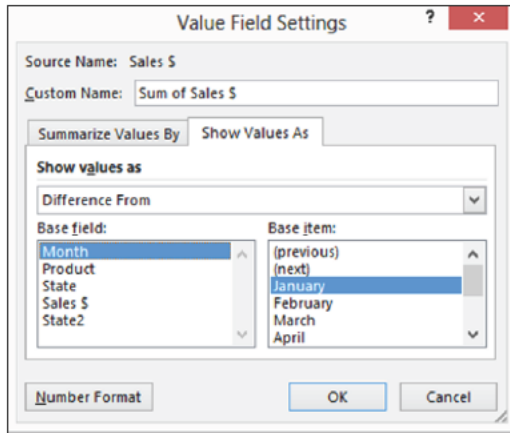 Value Field Settings ? ×
Source Name: Sales $
Custom Name: Sum of Sales $
Summarize Values By Show Values As
Show values as
Difference From
Base field: Base item:
Month (previous)
Product (next)
State January
Sales $ February
State2 March
April
Number Format OK Cancel